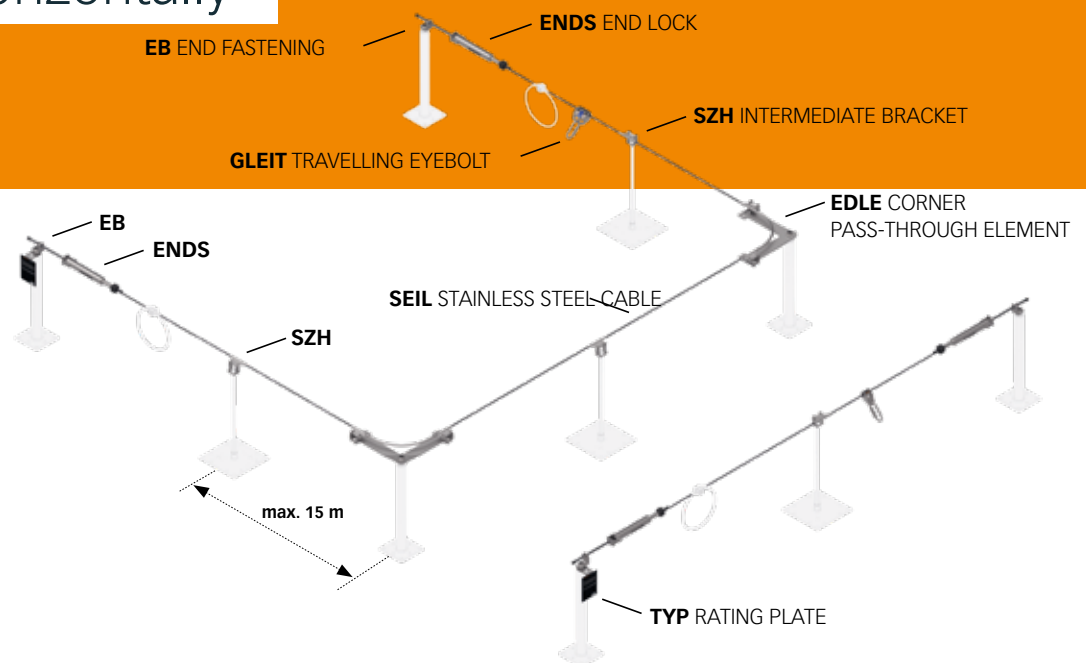 EB END FASTENING
ENDS END LOCK
SZH INTERMEDIATE BRACKET
GLEIT TRAVELLING EYEBOLT
EDLE CORNER
PASS-THROUGH ELEMENT
EB
ENDS
SEIL STAINLESS STEEL CABLE
SZH
max. 15 m
TYP RATING PLATE